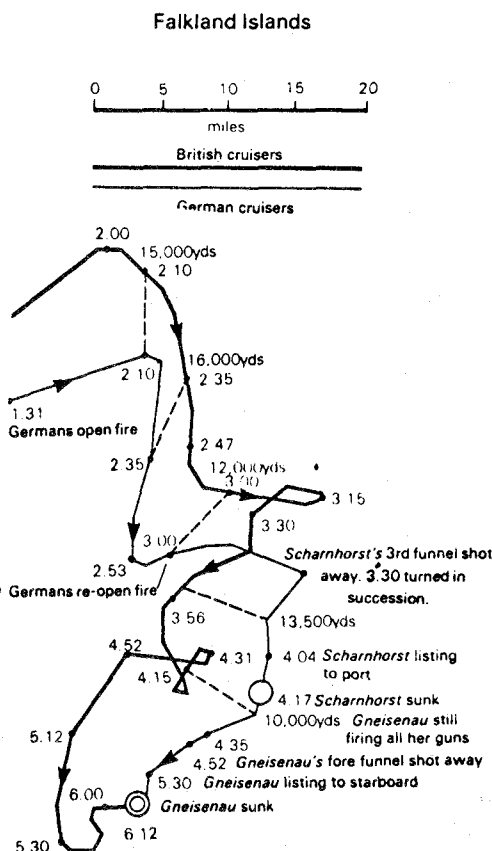 Falkland Islands
0 5 10 15 20
miles
British cruisers
German cruisers
2.00
15,000yds
2 10
16,000yds
2 10
2 35
1.31
Germans open fire
2.35
2.47
12,000yds
3.00
3.15
3.30
3 00
2.53
Scharnhorst's 3rd funnel shot
away. 3.30 turned in
succession.
Germans re-open fire
3.56
13,500yds
4.52
4.31
4 04 Scharnhorst listing
to port
4.15
4.17 Scharnhorst sunk
10,000yds Gneisenau still
firing all her guns
5.12
4.35
4.52 Gneisenau's fore funnel shot away
5.30 Gneisenau listing to starboard
6.00
Gneisenau sunk
6.12
5.30